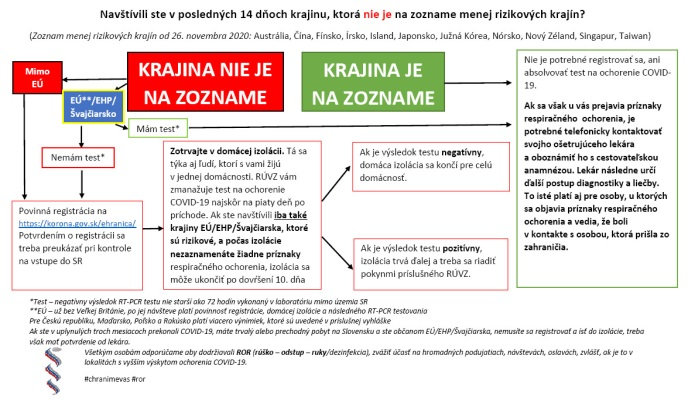 Navštívili ste v posledných 14 dňoch krajinu, ktorá nie je na zozname menej rizikových krajín?
(Zoznam menej rizikových krajín od 26. novembra 2020: Austrália, Čína, Fínsko, Írsko, Island, Japonsko, Južná Kórea, Nórsko, Nový Zéland, Singapur, Taiwan)
Mimo
EÚ
EÚ**/EHP/
Švajčiarsko
KRAJINA NIE JE
NA ZOZNAME
KRAJINA JE
NA ZOZNAME
Mám test*
Nemám test*
Povinná registrácia na
https://korona.gov.sk/ehranica/
Potvrdením o registrácii sa
treba preukázať pri kontrole
na vstupe do SR
Zotrvajte v domácej izolácii. Tá sa
týka aj ľudí, ktorí s vami žijú
v jednej domácnosti. RÚVZ vám
zmanažuje test na ochorenie
COVID-19 najskôr na piaty deň po
príchode. Ak ste navštívili iba také
krajiny EÚ/EHP/Švajčiarsko, ktoré
sú rizikové, a počas izolácie
nezaznamenáte žiadne príznaky
respiračného ochorenia, izolácia sa
môže ukončiť po dovŕšení 10. dňa
Ak je výsledok testu negatívny,
domáca izolácia sa končí pre celú
domácnosť.
Ak je výsledok testu pozitívny,
izolácia trvá ďalej a treba sa riadiť
pokynmi príslušného RÚVZ.
Nie je potrebné registrovať sa, ani
absolvovať test na ochorenie COVID-
19.
Ak sa však u vás prejavia príznaky
respiračného ochorenia, je
potrebné telefonicky kontaktovať
svojho ošetrujúceho lekára
a oboznámiť ho s cestovateľskou
anamnézou. Lekár následne určí
ďalší postup diagnostiky a liečby.
To isté platí aj pre osoby, u ktorých
sa objavia príznaky respiračného
ochorenia a vedia, že boli
v kontakte s osobou, ktorá prišla zo
zahraničia.
*Test – negatívny výsledok RT-PCR testu nie starší ako 72 hodín vykonaný v laboratóriu mimo územia SR
**EÚ – už bez Veľkej Británie, po jej návšteve platí povinnosť registrácie, domácej izolácie a následného RT-PCR testovania
Pre Českú republiku, Maďarsko, Poľsko a Rakúsko platí viacero výnimiek, ktoré sú uvedené v príslušnej vyhláške
Ak ste v uplynulých troch mesiacoch prekonali COVID-19, máte trvalý alebo prechodný pobyt na Slovensku a ste občanom EÚ/EHP/Švajčiarska, nemusíte sa registrovať a ísť do izolácie, treba
však mať potvrdenie od lekára.
Všetkým osobám odporúčame aby dodržiavali ROR (rúško – odstup – ruky/dezinfekcia), zvážiť účasť na hromadných podujatiach, návštevách, oslavách, zvlášť, ak je to v
lokalitách s vyšším výskytom ochorenia COVID-19.
#chranimevas #ror